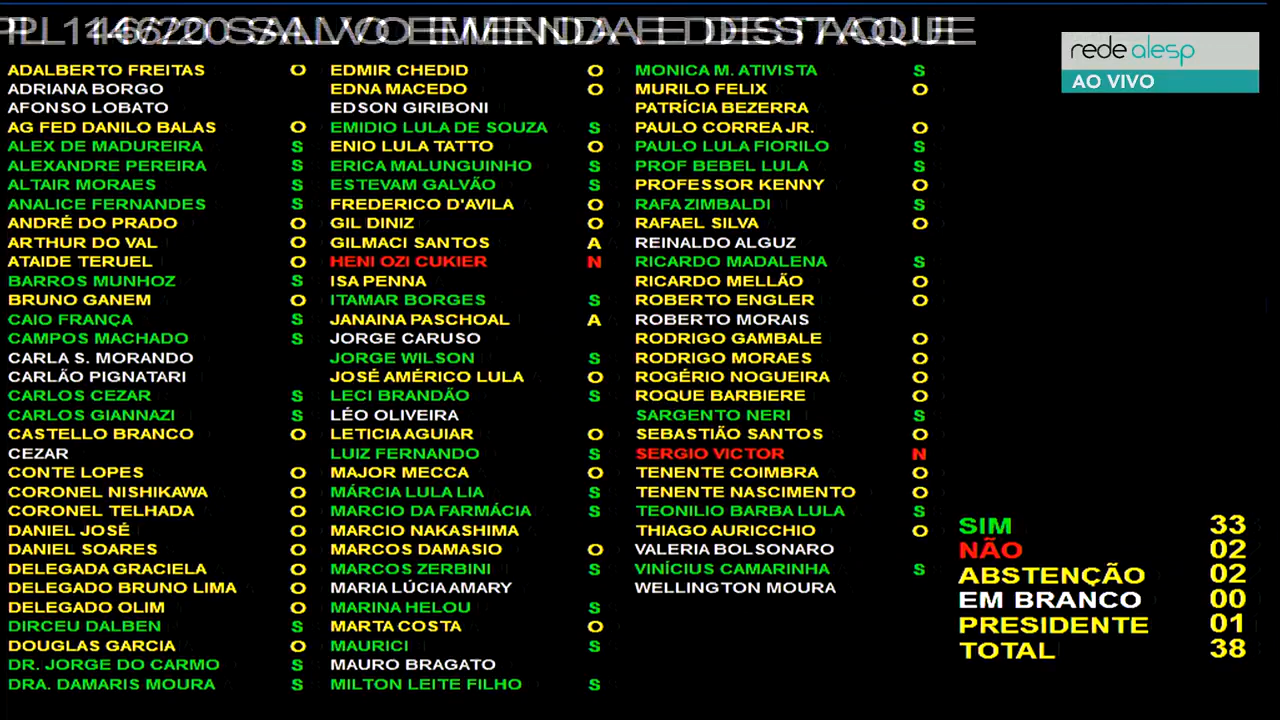 PL SALVO EMENDA E DESTAQUE
rede alesp
AO VIVO
ADALBERTO FREITAS O
ADRIANA BORGO
AFONSO LOBATO
AG FED DANILO BALAS O
ALEX DE MADUREIRA S
ALEXANDRE PEREIRA S
ALTAIR MORAES S
ANALICE FERNANDES S
ANDRÉ DO PRADO O
ARTHUR DO VAL O
ATAIDE TERUEL O
BARROS MUNHOZ S
BRUNO GANEM O
CAIO FRANÇA S
CAMPOS MACHADO S
CARLA S. MORANDO
CARLÃO PIGNATARI
CARLOS CEZAR S
CARLOS GIANNAZI S
CASTELLO BRANCO O
CEZAR
CONTE LOPES O
CORONEL NISHIKAWA O
CORONEL TELHADA O
DANIEL JOSÉ O
DANIEL SOARES O
DELEGADA GRACIELA O
DELEGADO BRUNO LIMA O
DELEGADO OLIM O
DIRCEU DALBEN S
DOUGLAS GARCIA O
DR. JORGE DO CARMO S
DRA. DAMARIS MOURA S
EDMIR CHEDID O
EDNA MACEDO O
EDSON GIRIBONI
EMIDIO LULA DE SOUZA S
ENIO LULA TATTO O
ERICA MALUNGUINHO S
ESTEVAM GALVÃO S
FREDERICO D'AVILA O
GIL DINIZ O
GILMACI SANTOS A
HENI OZI CUKIER N
ISA PENNA
ITAMAR BORGES S
JANAINA PASCHOAL A
JORGE CARUSO
JORGE WILSON S
JOSÉ AMÉRICO LULA O
LECI BRANDÃO S
LÉO OLIVEIRA
LETICIA AGUIAR O
LUIZ FERNANDO S
MAJOR MECCA O
MÁRCIA LULA LIA S
MARCIO DA FARMÁCIA S
MARCIO NAKASHIMA
MARCOS DAMASIO O
MARCOS ZERBINI S
MARIA LÚCIA AMARY
MARINA HELOU S
MARTA COSTA O
MAURICI S
MAURO BRAGATO
MILTON LEITE FILHO S
MONICA M. ATIVISTA S
MURILO FELIX O
PATRÍCIA BEZERRA
PAULO CORREA JR. O
PAULO LULA FIORILO S
PROF BEBEL LULA S
PROFESSOR KENNY O
RAFA ZIMBALDI S
RAFAEL SILVA O
REINALDO ALGUZ
RICARDO MADALENA S
RICARDO MELLÃO O
ROBERTO ENGLER O
ROBERTO MORAIS
RODRIGO GAMBALE O
RODRIGO MORAES O
ROGÉRIO NOGUEIRA O
ROQUE BARBIERE O
SARGENTO NERI S
SEBASTIÃO SANTOS O
SERGIO VICTOR N
TENENTE COIMBRA O
TENENTE NASCIMENTO O
TEONILIO BARBA LULA S
THIAGO AURICCHIO O
VALERIA BOLSONARO
VINÍCIUS CAMARINHA S
WELLINGTON MOURA
SIM 33
NÃO 02
ABSTENÇÃO 02
EM BRANCO 00
PRESIDENTE 01
TOTAL 38